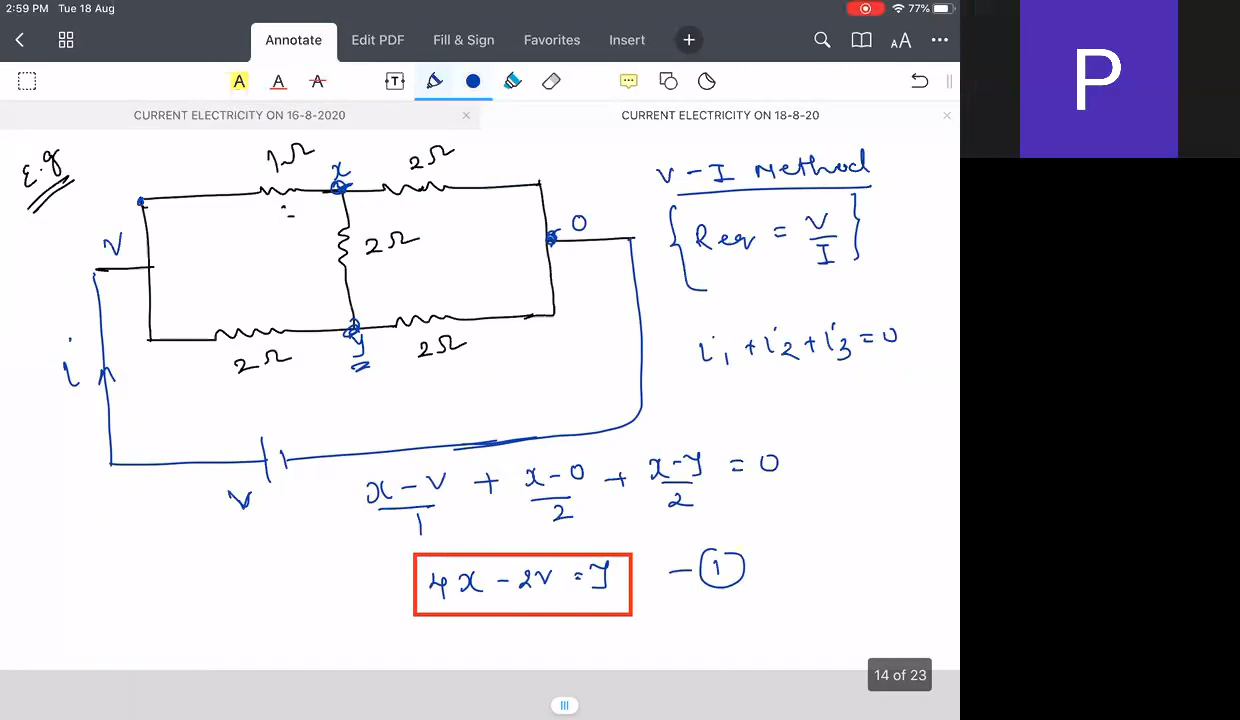 2:59 PM Tue 18 Aug
77%
Annotate
Edit PDF
Fill & Sign
Favorites
Insert
AA
A
A
A
T
CURRENT ELECTRICITY ON 16-8-2020
CURRENT ELECTRICITY ON 18-8-20
P
E.g
1Ω
x
2Ω
V - I Method
V
2Ω
0
{ Req = V/I }
2Ω
y
2Ω
i
i1 + i2 + i3 = 0
V
x - V/1 + x - 0/2 + x - y/2 = 0
4x - 2V = y - ①
14 of 23